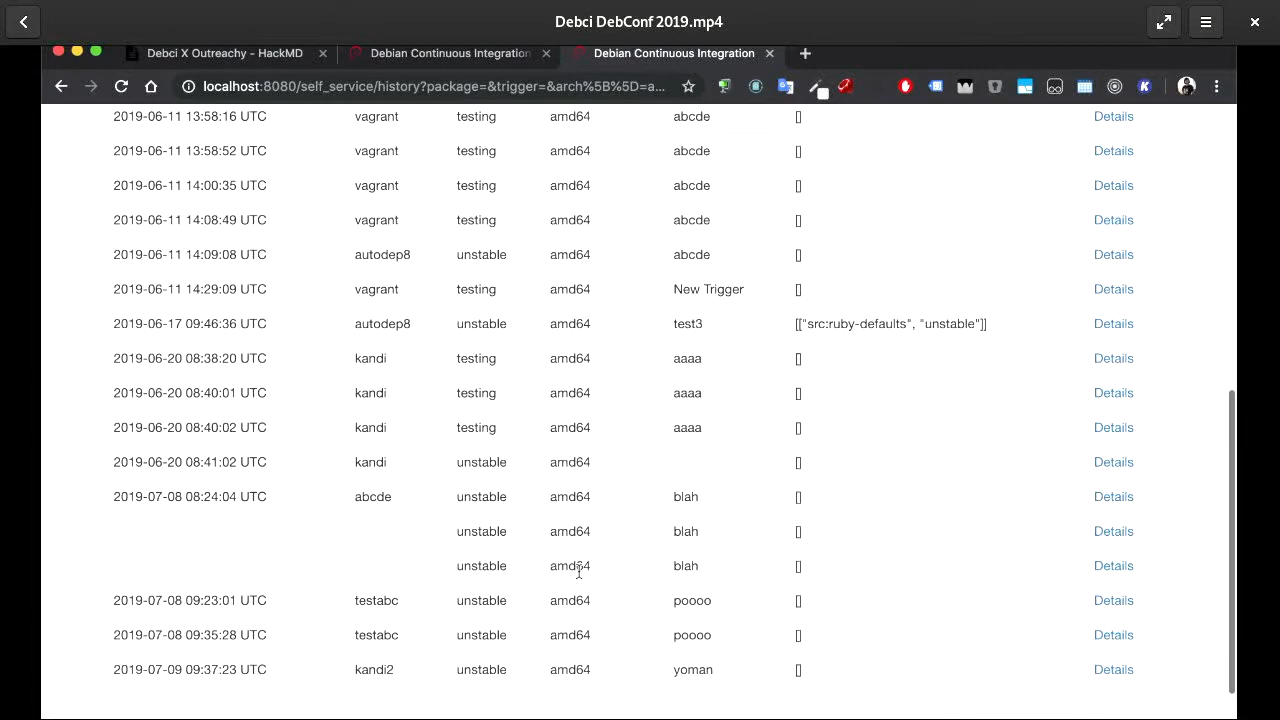 Debci DebConf 2019.mp4
Debci X Outreachy - HackMD
Debian Continuous Integration
Debian Continuous Integration
localhost:8080/self_service/history?package=&trigger=&arch%5B%5D=a...
2019-06-11 13:58:16 UTC vagrant testing amd64 abcde [] Details
2019-06-11 13:58:52 UTC vagrant testing amd64 abcde [] Details
2019-06-11 14:00:35 UTC vagrant testing amd64 abcde [] Details
2019-06-11 14:08:49 UTC vagrant testing amd64 abcde [] Details
2019-06-11 14:09:08 UTC autodep8 unstable amd64 abcde [] Details
2019-06-11 14:29:09 UTC vagrant testing amd64 New Trigger [] Details
2019-06-17 09:46:36 UTC autodep8 unstable amd64 test3 [["src:ruby-defaults", "unstable"]] Details
2019-06-20 08:38:20 UTC kandi testing amd64 aaaa [] Details
2019-06-20 08:40:01 UTC kandi testing amd64 aaaa [] Details
2019-06-20 08:40:02 UTC kandi testing amd64 aaaa [] Details
2019-06-20 08:41:02 UTC kandi unstable amd64 [] Details
2019-07-08 08:24:04 UTC abcde unstable amd64 blah [] Details
unstable amd64 blah [] Details
unstable amd64 blah [] Details
2019-07-08 09:23:01 UTC testabc unstable amd64 poooo [] Details
2019-07-08 09:35:28 UTC testabc unstable amd64 poooo [] Details
2019-07-09 09:37:23 UTC kandi2 unstable amd64 yoman [] Details